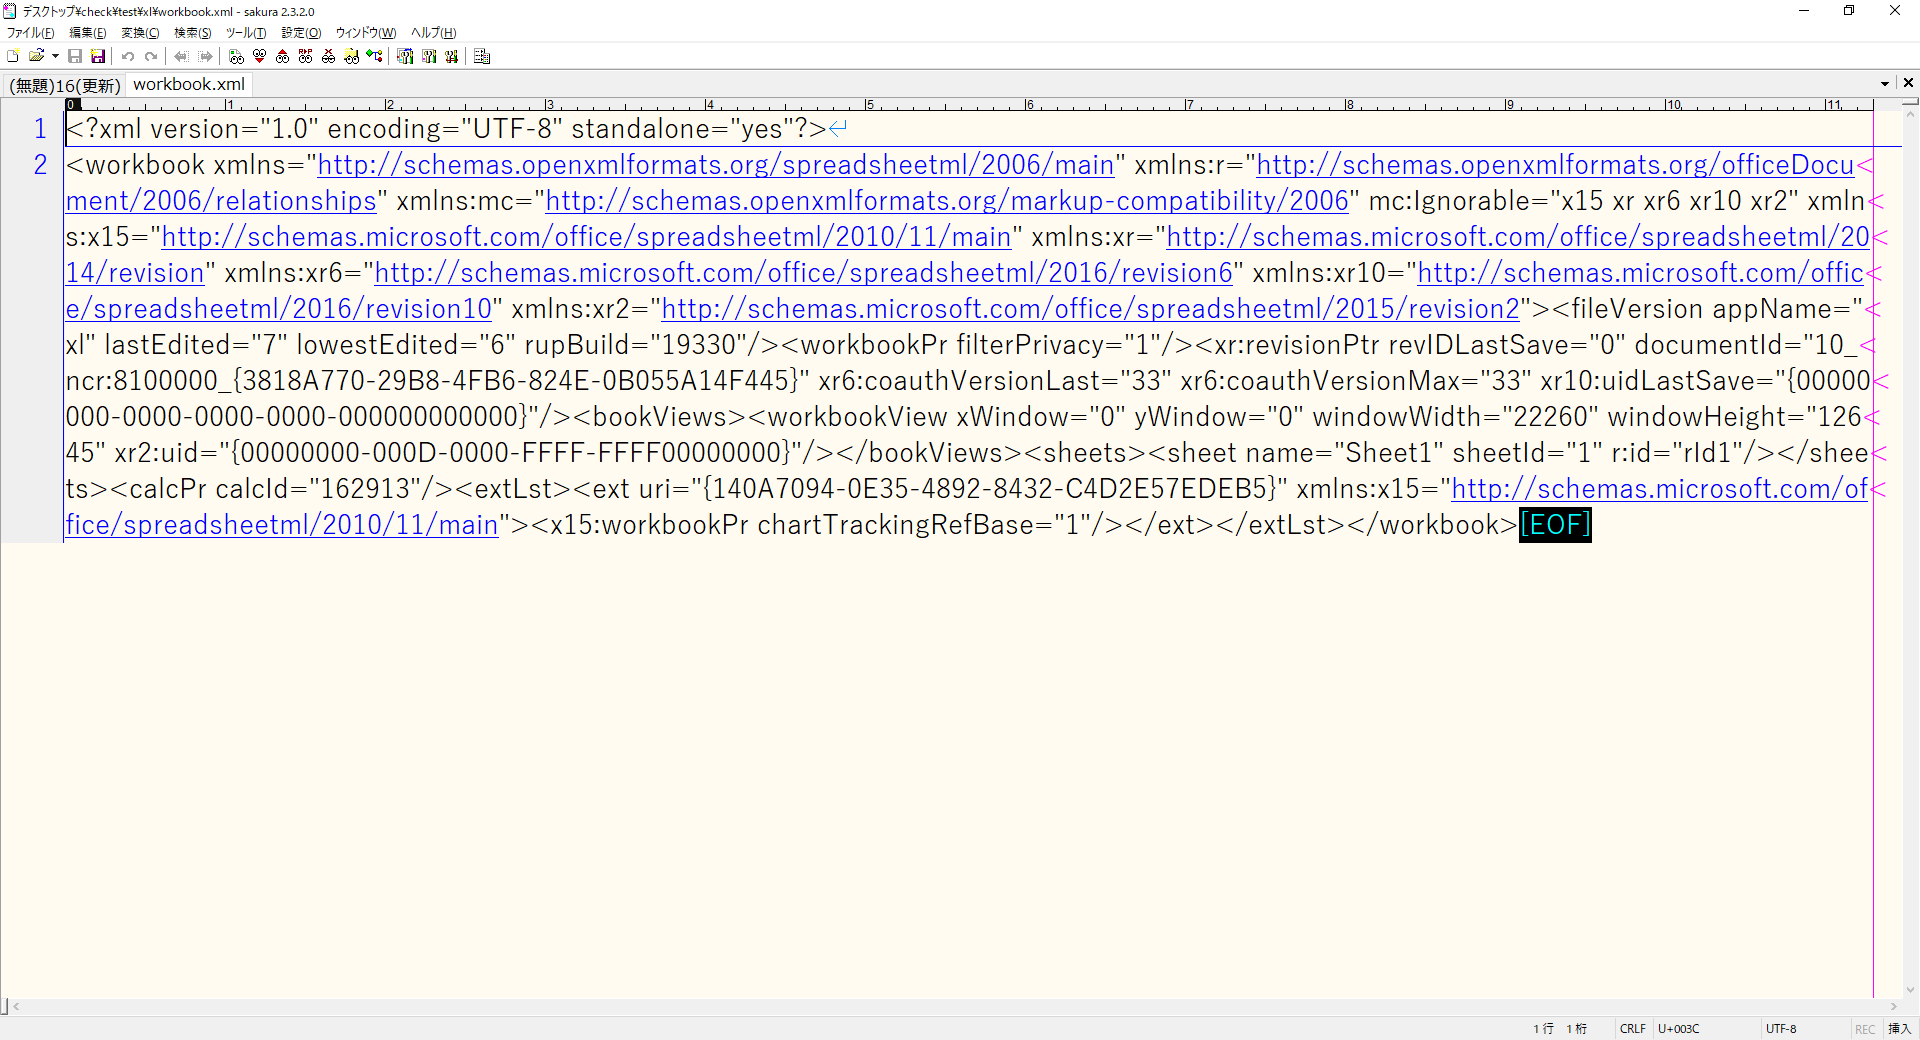 デスクトップ¥check¥test¥xl¥workbook.xml - sakura 2.3.2.0
ファイル(F) 編集(E) 変換(C) 検索(S) ツール(T) 設定(O) ウィンドウ(W) ヘルプ(H)
(無題)16(更新) workbook.xml
0 1 2 3 4 5 6 7 8 9 10 11
1 <?xml version="1.0" encoding="UTF-8" standalone="yes"?>↵
2 <workbook xmlns="http://schemas.openxmlformats.org/spreadsheetml/2006/main" xmlns:r="http://schemas.openxmlformats.org/officeDocu<
ment/2006/relationships" xmlns:mc="http://schemas.openxmlformats.org/markup-compatibility/2006" mc:Ignorable="x15 xr xr6 xr10 xr2" xmln<
s:x15="http://schemas.microsoft.com/office/spreadsheetml/2010/11/main" xmlns:xr="http://schemas.microsoft.com/office/spreadsheetml/20<
14/revision" xmlns:xr6="http://schemas.microsoft.com/office/spreadsheetml/2016/revision6" xmlns:xr10="http://schemas.microsoft.com/offic<
e/spreadsheetml/2016/revision10" xmlns:xr2="http://schemas.microsoft.com/office/spreadsheetml/2015/revision2"><fileVersion appName="<
xl" lastEdited="7" lowestEdited="6" rupBuild="19330"/><workbookPr filterPrivacy="1"/><xr:revisionPtr revIDLastSave="0" documentId="10_<
ncr:8100000_{3818A770-29B8-4FB6-824E-0B055A14F445}" xr6:coauthVersionLast="33" xr6:coauthVersionMax="33" xr10:uidLastSave="{00000<
000-0000-0000-0000-000000000000}"/><bookViews><workbookView xWindow="0" yWindow="0" windowWidth="22260" windowHeight="126<
45" xr2:uid="{00000000-000D-0000-FFFF-FFFF00000000}"/></bookViews><sheets><sheet name="Sheet1" sheetId="1" r:id="rId1"/></shee<
ts><calcPr calcId="162913"/><extLst><ext uri="{140A7094-0E35-4892-8432-C4D2E57EDEB5}" xmlns:x15="http://schemas.microsoft.com/of<
fice/spreadsheetml/2010/11/main"><x15:workbookPr chartTrackingRefBase="1"/></ext></extLst></workbook>[EOF]
1 行 1 桁 CRLF U+003C UTF-8 REC 挿入